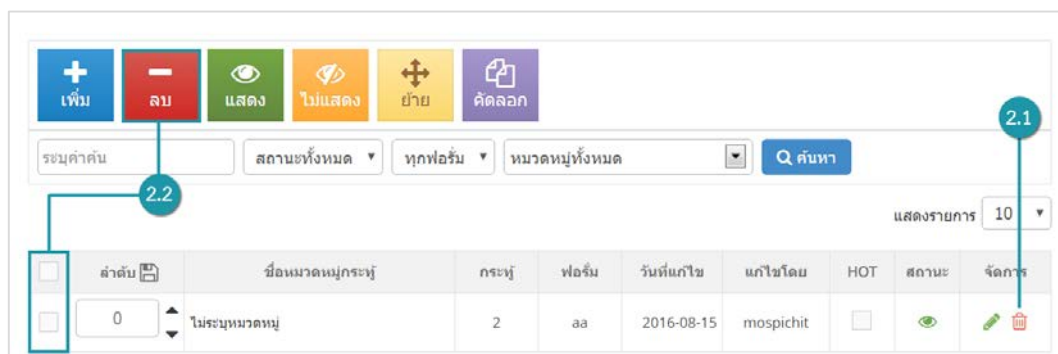 เพิ่ม ลบ แสดง ไม่แสดง ย้าย คัดลอก
2.1
ระบุคำค้น สถานะทั้งหมด ทุกฟอรั่ม หมวดหมู่ทั้งหมด ค้นหา
2.2
แสดงรายการ 10
ลำดับ ชื่อหมวดหมู่กระทู้ กระทู้ ฟอรั่ม วันที่แก้ไข แก้ไขโดย HOT สถานะ จัดการ
0 ไม่ระบุหมวดหมู่ 2 aa 2016-08-15 mospichit